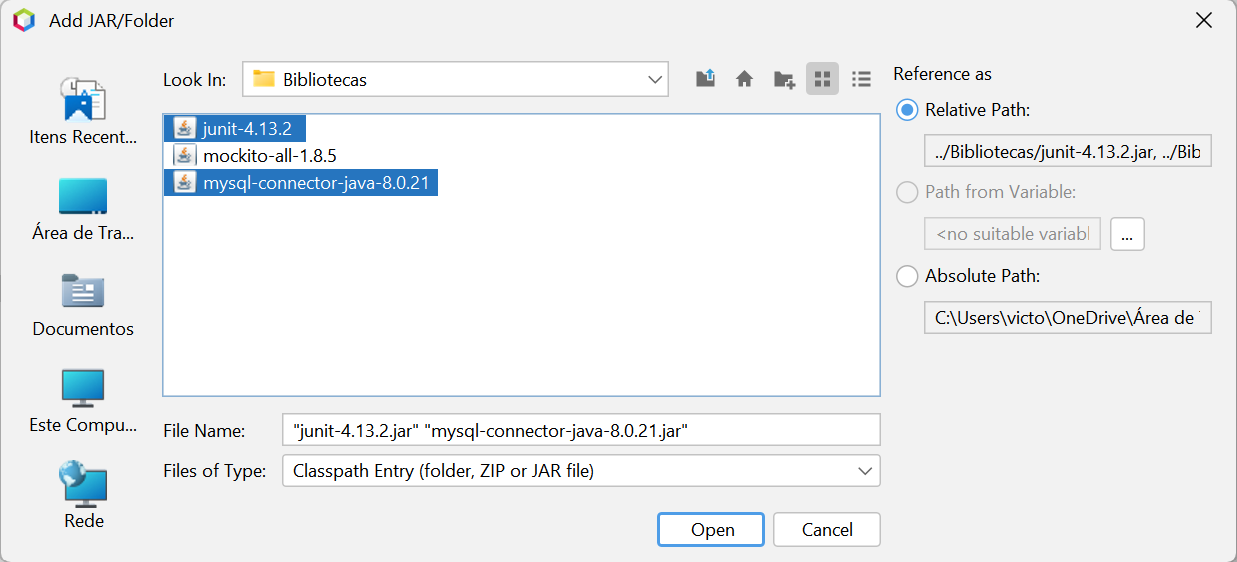 Add JAR/Folder
Look In:
Bibliotecas
Itens Recent...
Área de Tra...
Documentos
Este Compu...
Rede
junit-4.13.2
mockito-all-1.8.5
mysql-connector-java-8.0.21
File Name:
"junit-4.13.2.jar" "mysql-connector-java-8.0.21.jar"
Files of Type:
Classpath Entry (folder, ZIP or JAR file)
Open
Cancel
Reference as
Relative Path:
../Bibliotecas/junit-4.13.2.jar, ../Bib
Path from Variable:
<no suitable variabl
...
Absolute Path:
C:\Users\victo\OneDrive\Área de